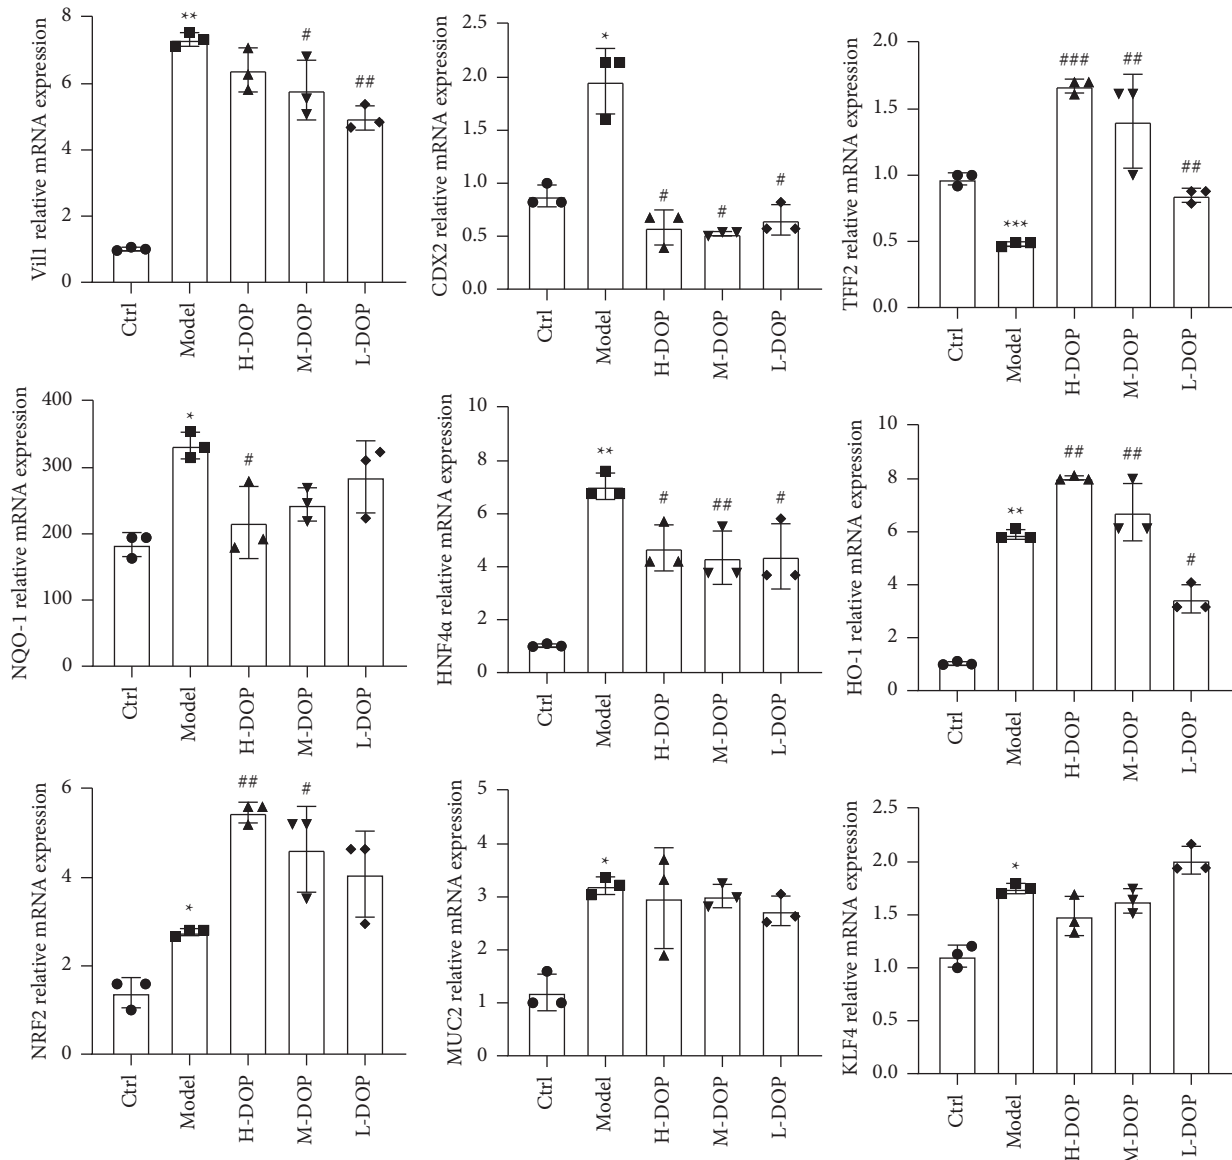 Vil1 relative mRNA expression
8
6
4
2
0
**
#
##
Ctrl
Model
H-DOP
M-DOP
L-DOP
CDX2 relative mRNA expression
2.5
2.0
1.5
1.0
0.5
0.0
*
#
#
#
Ctrl
Model
H-DOP
M-DOP
L-DOP
TFF2 relative mRNA expression
2.0
1.5
1.0
0.5
0.0
***
###
##
##
Ctrl
Model
H-DOP
M-DOP
L-DOP
NQO-1 relative mRNA expression
400
300
200
100
0
*
#
Ctrl
Model
H-DOP
M-DOP
L-DOP
HNF4α relative mRNA expression
10
8
6
4
2
0
**
#
##
#
Ctrl
Model
H-DOP
M-DOP
L-DOP
HO-1 relative mRNA expression
10
8
6
4
2
0
**
##
##
#
Ctrl
Model
H-DOP
M-DOP
L-DOP
NRF2 relative mRNA expression
6
4
2
0
*
##
#
Ctrl
Model
H-DOP
M-DOP
L-DOP
MUC2 relative mRNA expression
5
4
3
2
1
0
*
Ctrl
Model
H-DOP
M-DOP
L-DOP
KLF4 relative mRNA expression
2.5
2.0
1.5
1.0
0.5
0.0
*
Ctrl
Model
H-DOP
M-DOP
L-DOP